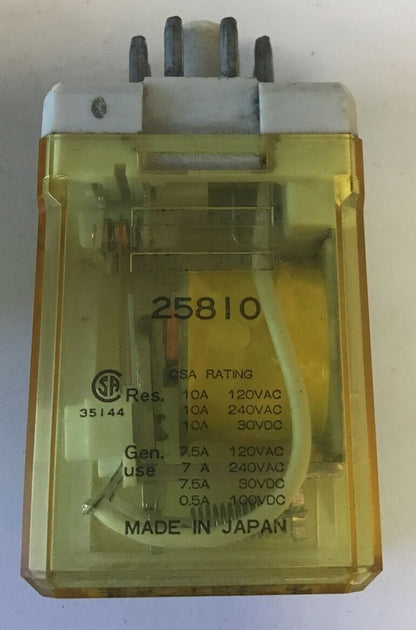 25810
CSA RATING
SA
35144
Res. 10A 120VAC
10A 240VAC
10A 30VDC
Gen. use 7.5A 120VAC
7 A 240VAC
7.5A 30VDC
0.5A 100VDC
MADE-IN JAPAN